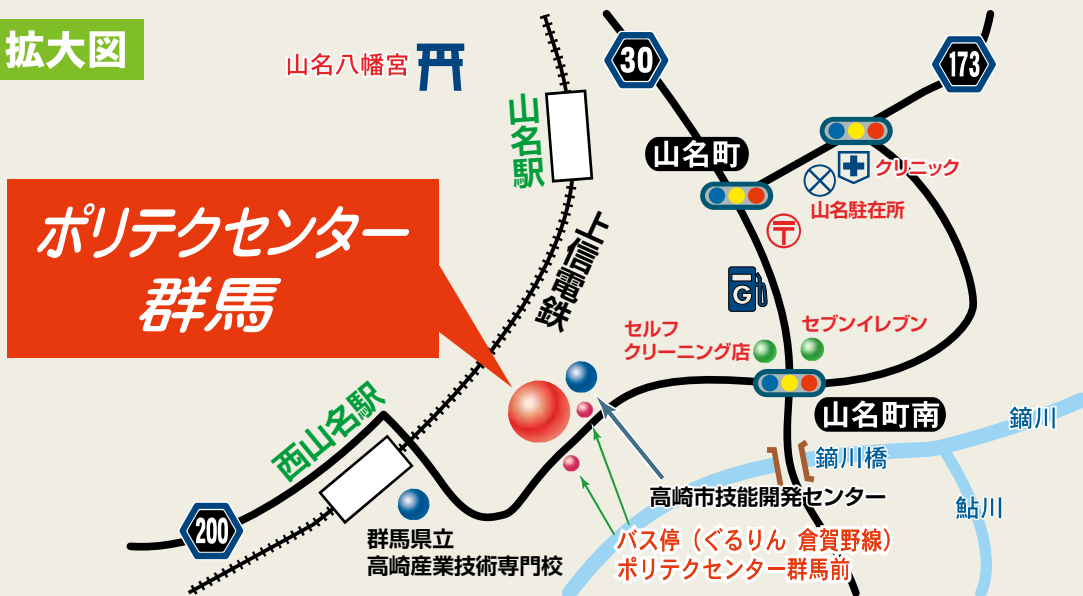 拡大図
山名八幡宮
30
173
山名駅
山名町
クリニック
山名駐在所
ポリテクセンター
群馬
上信電鉄
G
セルフ
クリーニング店
セブンイレブン
山名町南
西山名駅
鏑川
鏑川橋
高崎市技能開発センター
鮎川
200
群馬県立
高崎産業技術専門校
バス停（ぐるりん 倉賀野線）
ポリテクセンター群馬前